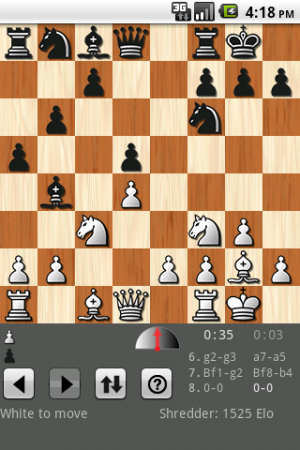 3G 4:18 PM
0:35 0:03
6. g2-g3 a7-a5
7. Bf1-g2 Bf8-b4
8. 0-0 0-0
White to move Shredder: 1525 Elo